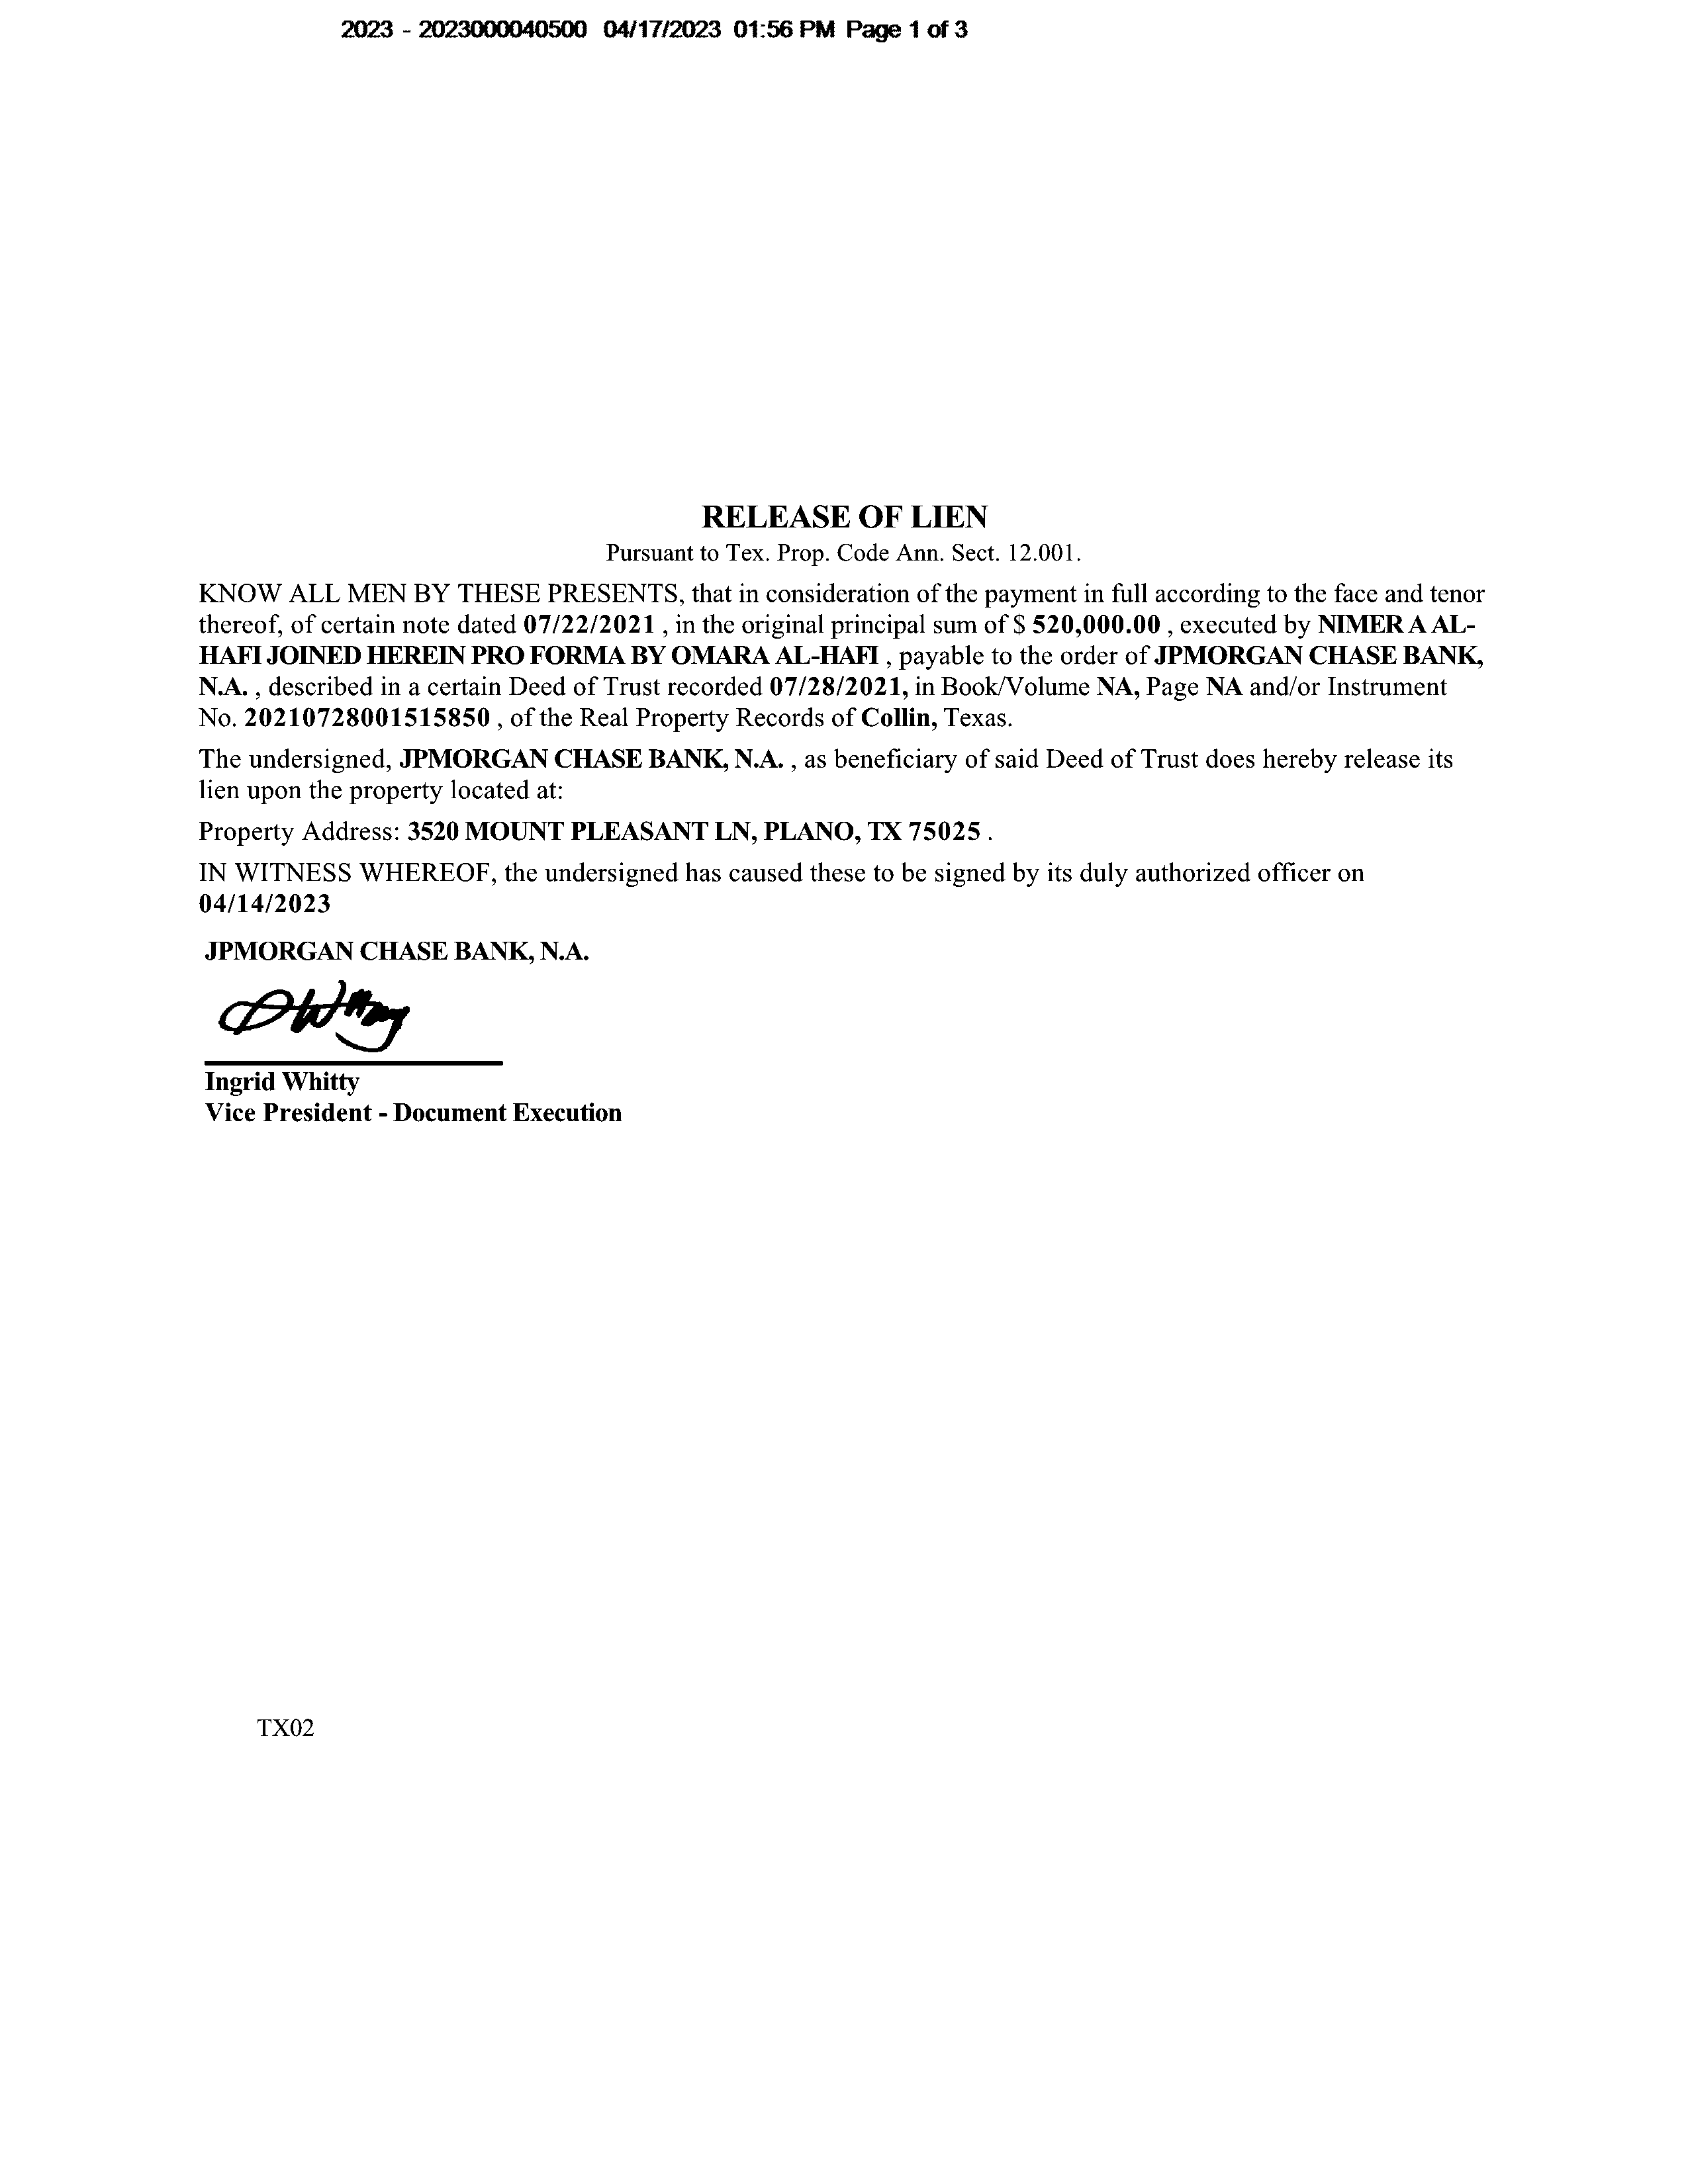 2023 - 2023000040500 04/17/2023 01:56 PM Page 1 of 3
RELEASE OF LIEN
Pursuant to Tex. Prop. Code Ann. Sect. 12.001.
KNOW ALL MEN BY THESE PRESENTS, that in consideration of the payment in full according to the face and tenor
thereof, of certain note dated 07/22/2021 , in the original principal sum of $ 520,000.00 , executed by NIMER A AL-
HAFI JOINED HEREIN PRO FORMA BY OMARA AL-HAFI , payable to the order of JPMORGAN CHASE BANK,
N.A. , described in a certain Deed of Trust recorded 07/28/2021, in Book/Volume NA, Page NA and/or Instrument
No. 20210728001515850 , of the Real Property Records of Collin, Texas.
The undersigned, JPMORGAN CHASE BANK, N.A. , as beneficiary of said Deed of Trust does hereby release its
lien upon the property located at:
Property Address: 3520 MOUNT PLEASANT LN, PLANO, TX 75025 .
IN WITNESS WHEREOF, the undersigned has caused these to be signed by its duly authorized officer on
04/14/2023
JPMORGAN CHASE BANK, N.A.
Ingrid Whitty
Vice President - Document Execution
TX02